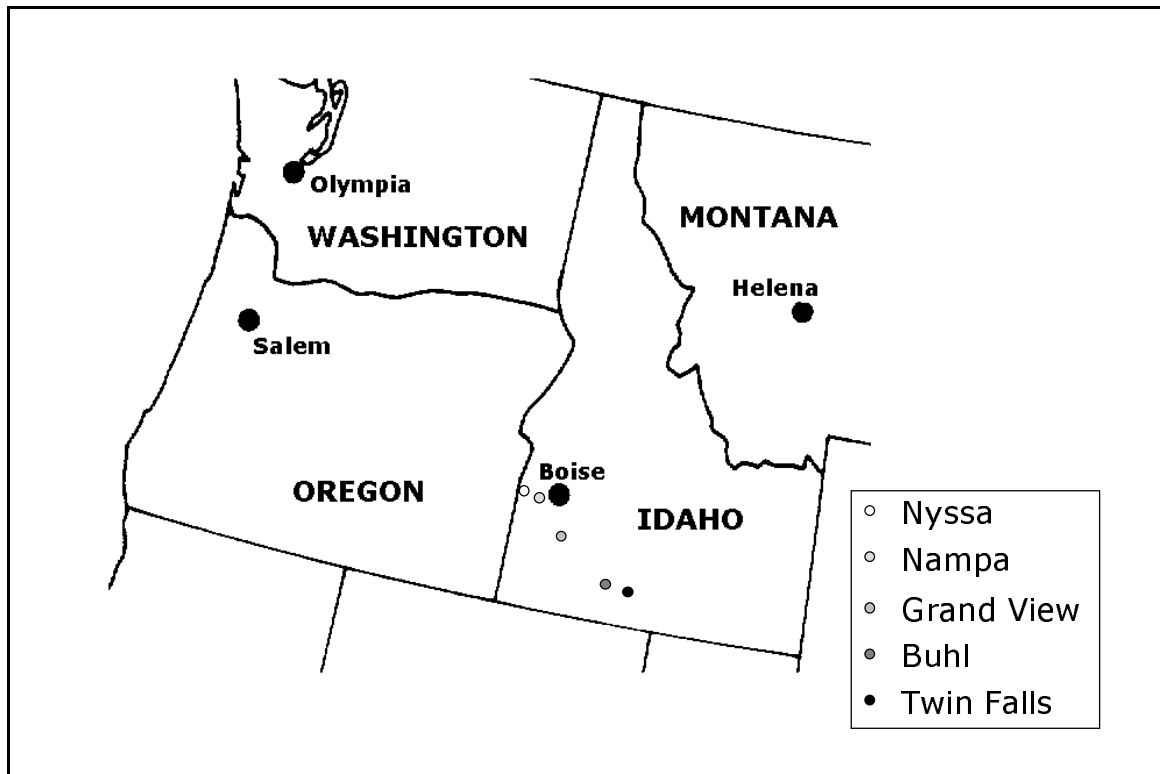 Olympia
WASHINGTON
MONTANA
Helena
Salem
Boise
OREGON
IDAHO
Nyssa
Nampa
Grand View
Buhl
Twin Falls